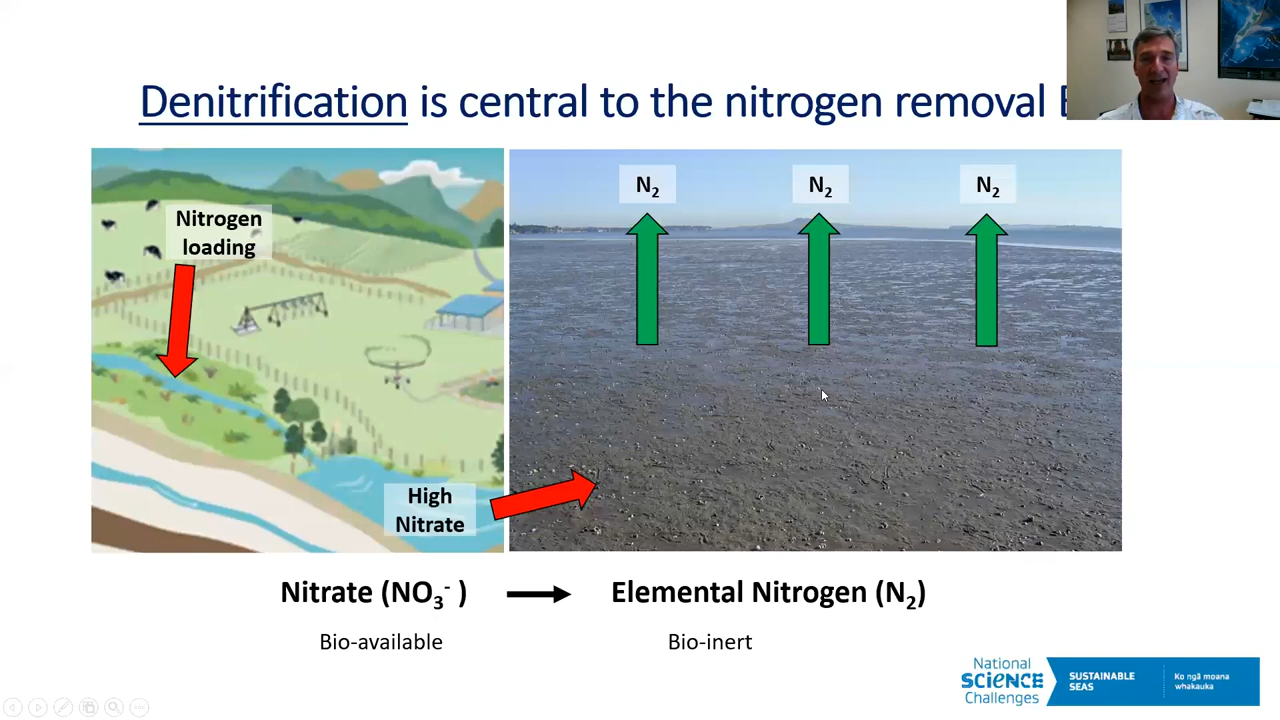 Denitrification is central to the nitrogen removal
Nitrogen
loading
N₂
N₂
N₂
High
Nitrate
Nitrate (NO₃⁻ )
Elemental Nitrogen (N₂)
Bio-available
Bio-inert
National
SCIENCE
Challenges
SUSTAINABLE
SEAS
Ko ngā moana
whakauka